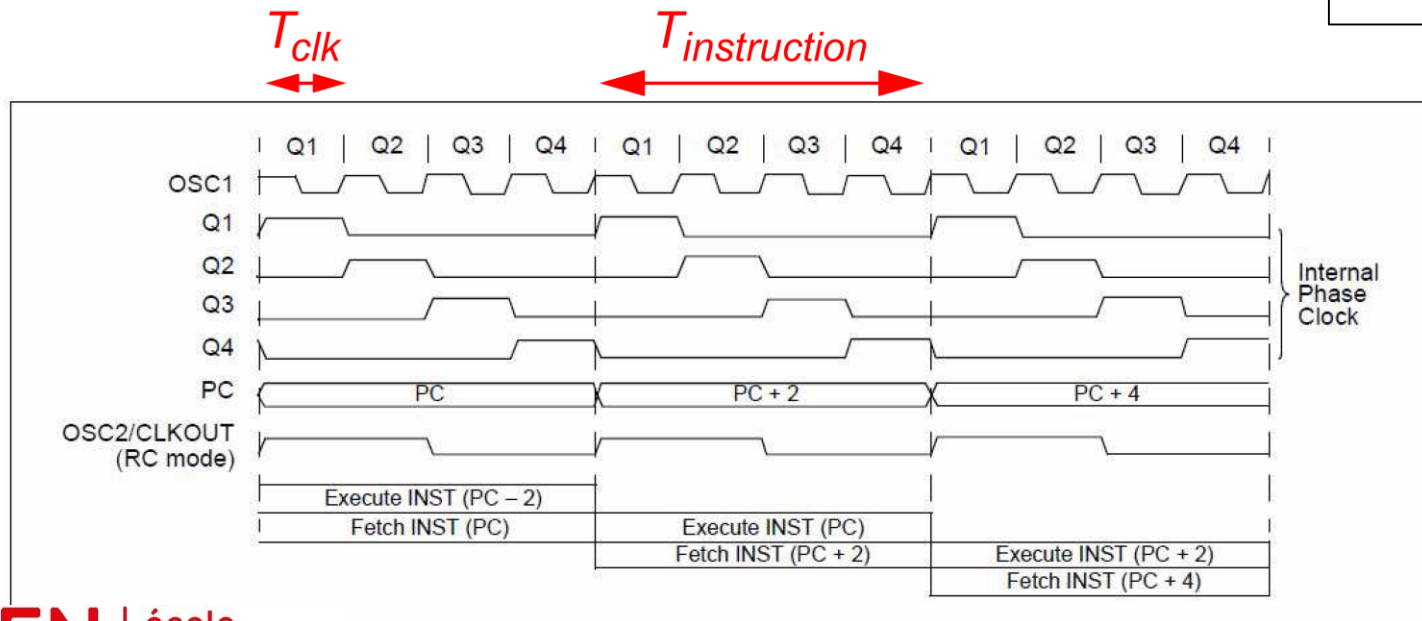 Tclk Tinstruction
Q1 | Q2 | Q3 | Q4 Q1 | Q2 | Q3 | Q4 Q1 | Q2 | Q3 | Q4
OSC1
Q1
Q2
Q3
Q4
Internal
Phase
Clock
PC PC PC + 2 PC + 4
OSC2/CLKOUT
(RC mode)
Execute INST (PC – 2)
Fetch INST (PC) Execute INST (PC)
Fetch INST (PC + 2) Execute INST (PC + 2)
Fetch INST (PC + 4)